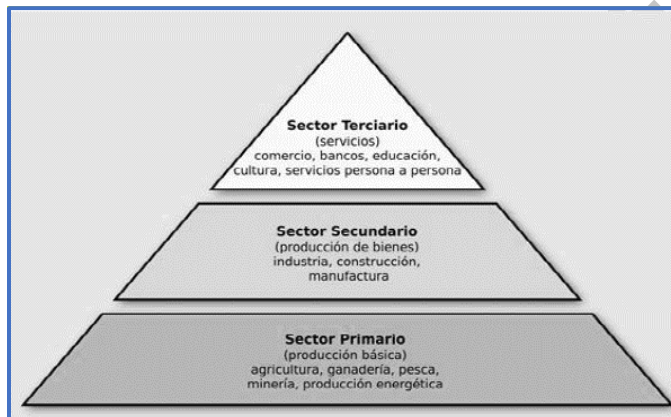 Sector Terciario
(servicios)
comercio, bancos, educación,
cultura, servicios persona a persona
Sector Secundario
(producción de bienes)
industria, construcción,
manufactura
Sector Primario
(producción básica)
agricultura, ganadería, pesca,
minería, producción energética